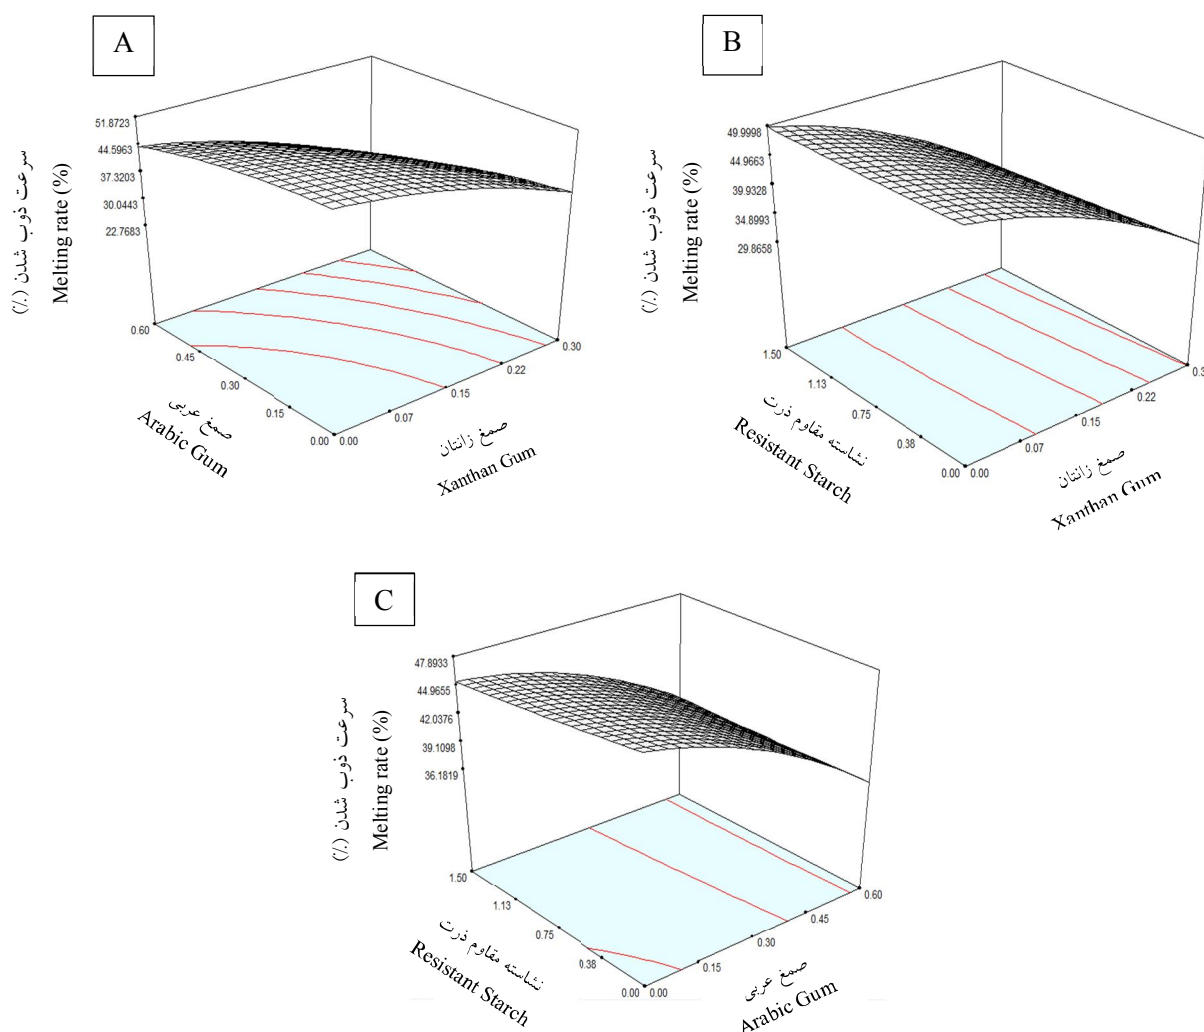 A
51.8723
44.5963
37.3203
30.0443
22.7683
سرعت ذوب شدن (٪)
Melting rate (%)
0.60
0.45
0.30
0.15
0.00
صمغ عربی
Arabic Gum
0.00
0.07
0.15
0.22
0.30
صمغ زانتان
Xanthan Gum
B
49.9998
44.9663
39.9328
34.8993
29.8658
سرعت ذوب شدن (٪)
Melting rate (%)
1.50
1.13
0.75
0.38
0.00
نشاسته مقاوم ذرت
Resistant Starch
0.00
0.07
0.15
0.22
0.3
صمغ زانتان
Xanthan Gum
C
47.8933
44.9655
42.0376
39.1098
36.1819
سرعت ذوب شدن (٪)
Melting rate (%)
1.50
1.13
0.75
0.38
0.00
نشاسته مقاوم ذرت
Resistant Starch
0.00
0.15
0.30
0.45
0.60
صمغ عربی
Arabic Gum